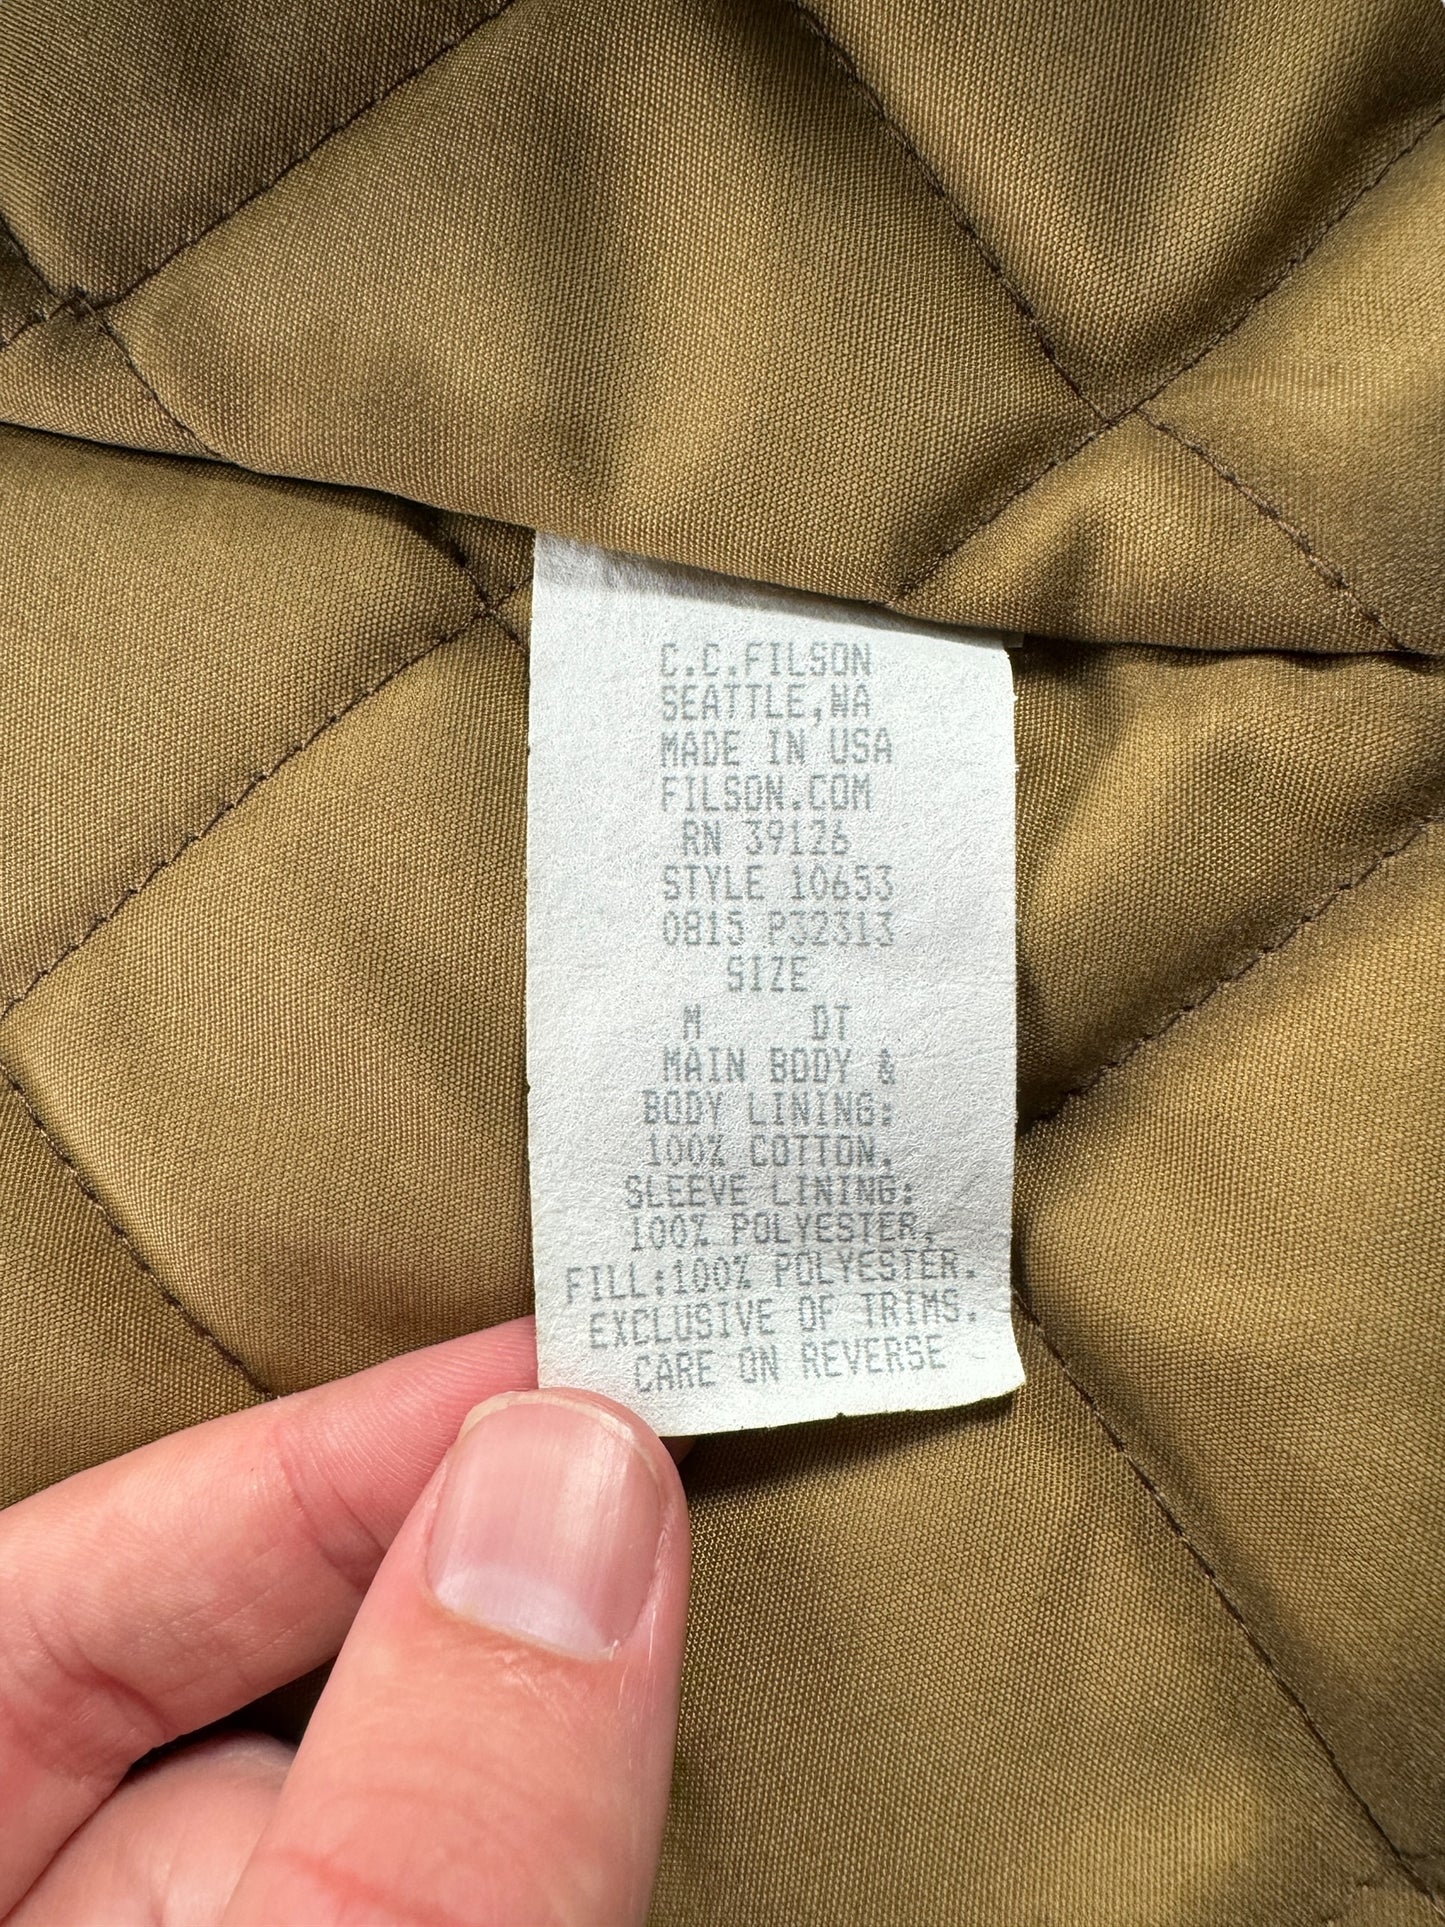 C.C.FILSON
SEATTLE,WA
MADE IN USA
FILSON.COM
RN 39126
STYLE 10653
0815 P32313
SIZE
M DT
MAIN BODY &
BODY LINING:
100% COTTON.
SLEEVE LINING:
100% POLYESTER,
FILL:100% POLYESTER.
EXCLUSIVE OF TRIMS.
CARE ON REVERSE